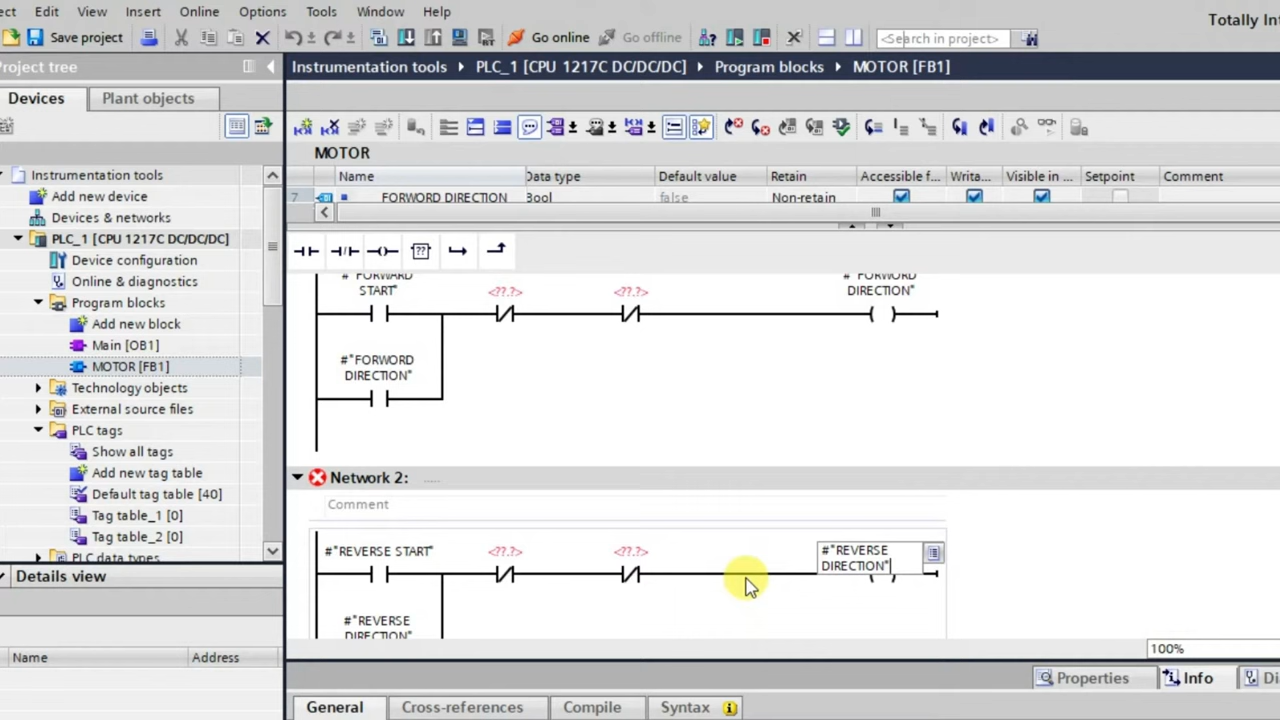 ect Edit View Insert Online Options Tools Window Help
Totally In
Save project Go online Go offline <Search in project>
Project tree
Instrumentation tools PLC_1 [CPU 1217C DC/DC/DC] Program blocks MOTOR [FB1]
Devices Plant objects
MOTOR
Name Data type Default value Retain Accessible f... Writa... Visible in ... Setpoint Comment
7 FORWORD DIRECTION Bool false Non-retain
Instrumentation tools
Add new device
Devices & networks
PLC_1 [CPU 1217C DC/DC/DC]
Device configuration
Online & diagnostics
Program blocks
Add new block
Main [OB1]
MOTOR [FB1]
Technology objects
External source files
PLC tags
Show all tags
Add new tag table
Default tag table [40]
Tag table_1 [0]
Tag table_2 [0]
PLC data types
Details view
Name Address
??
#"FORWARD
START"
<??.?>
<??.?>
#"FORWORD
DIRECTION"
#"FORWORD
DIRECTION"
Network 2: .....
Comment
#"REVERSE START"
<??.?>
<??.?>
#"REVERSE
DIRECTION"
#"REVERSE
DIRECTION"
100%
Properties Info Di
General Cross-references Compile Syntax